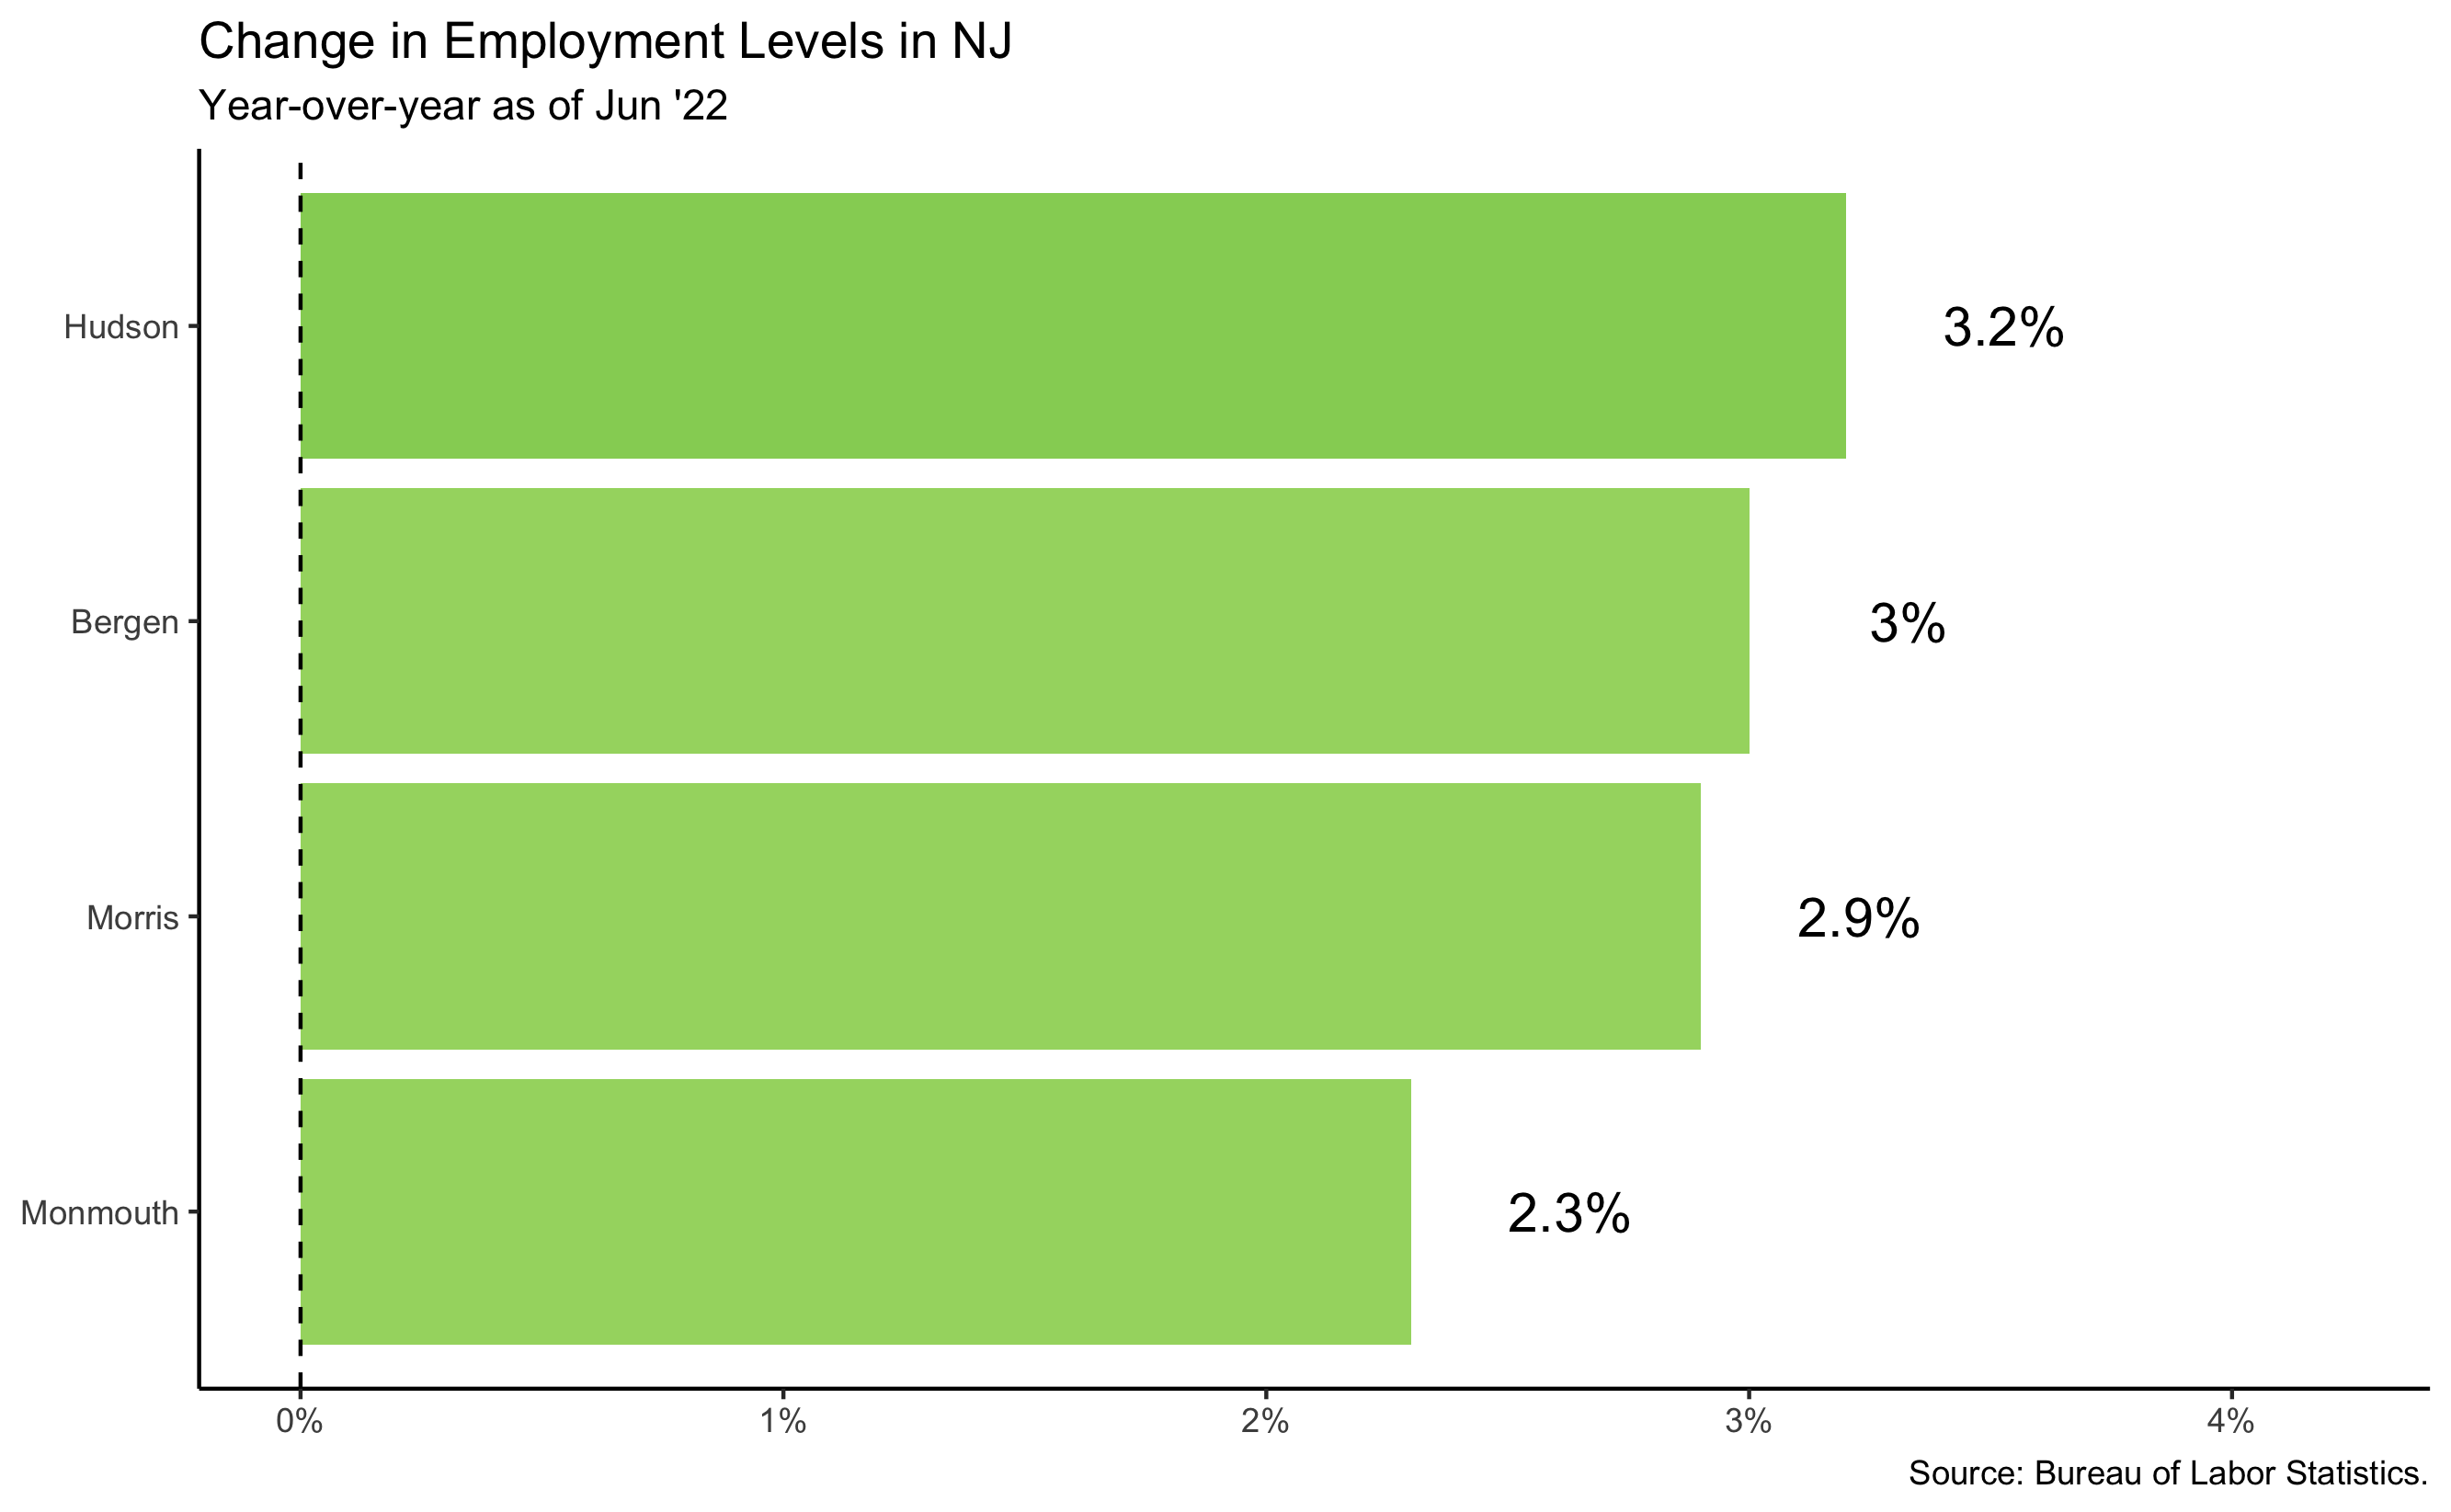 Change in Employment Levels in NJ
Year-over-year as of Jun '22
Hudson
3.2%
Bergen
3%
Morris
2.9%
Monmouth
2.3%
0% 1% 2% 3% 4%
Source: Bureau of Labor Statistics.